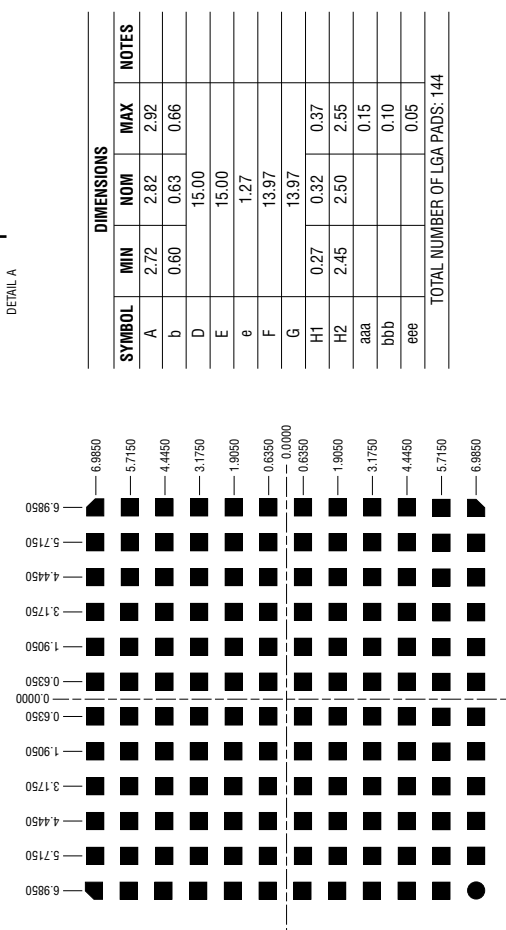 DETAIL A
DIMENSIONS
SYMBOL MIN NOM MAX NOTES
A 2.72 2.82 2.92
b 0.60 0.63 0.66
D 15.00
E 15.00
e 1.27
F 13.97
G 13.97
H1 0.27 0.32 0.37
H2 2.45 2.50 2.55
aaa 0.15
bbb 0.10
eee 0.05
TOTAL NUMBER OF LGA PADS: 144
6.9850
5.7150
4.4450
3.1750
1.9050
0.6350
0.0000
0.6350
1.9050
3.1750
4.4450
5.7150
6.9850
6.9850
5.7150
4.4450
3.1750
1.9050
0.6350
0.0000
0.6350
1.9050
3.1750
4.4450
5.7150
6.9850